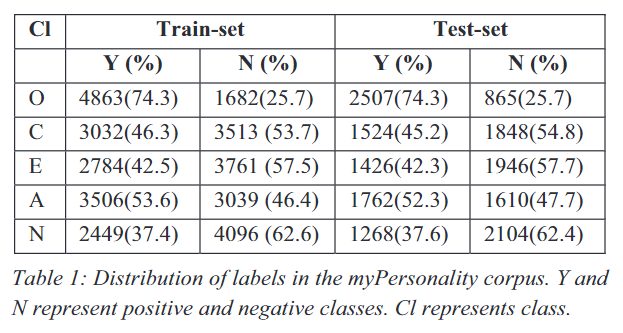 Cl Train-set Test-set
Y (%) N (%) Y (%) N (%)
O 4863(74.3) 1682(25.7) 2507(74.3) 865(25.7)
C 3032(46.3) 3513 (53.7) 1524(45.2) 1848(54.8)
E 2784(42.5) 3761 (57.5) 1426(42.3) 1946(57.7)
A 3506(53.6) 3039 (46.4) 1762(52.3) 1610(47.7)
N 2449(37.4) 4096 (62.6) 1268(37.6) 2104(62.4)
Table 1: Distribution of labels in the myPersonality corpus. Y and
N represent positive and negative classes. Cl represents class.